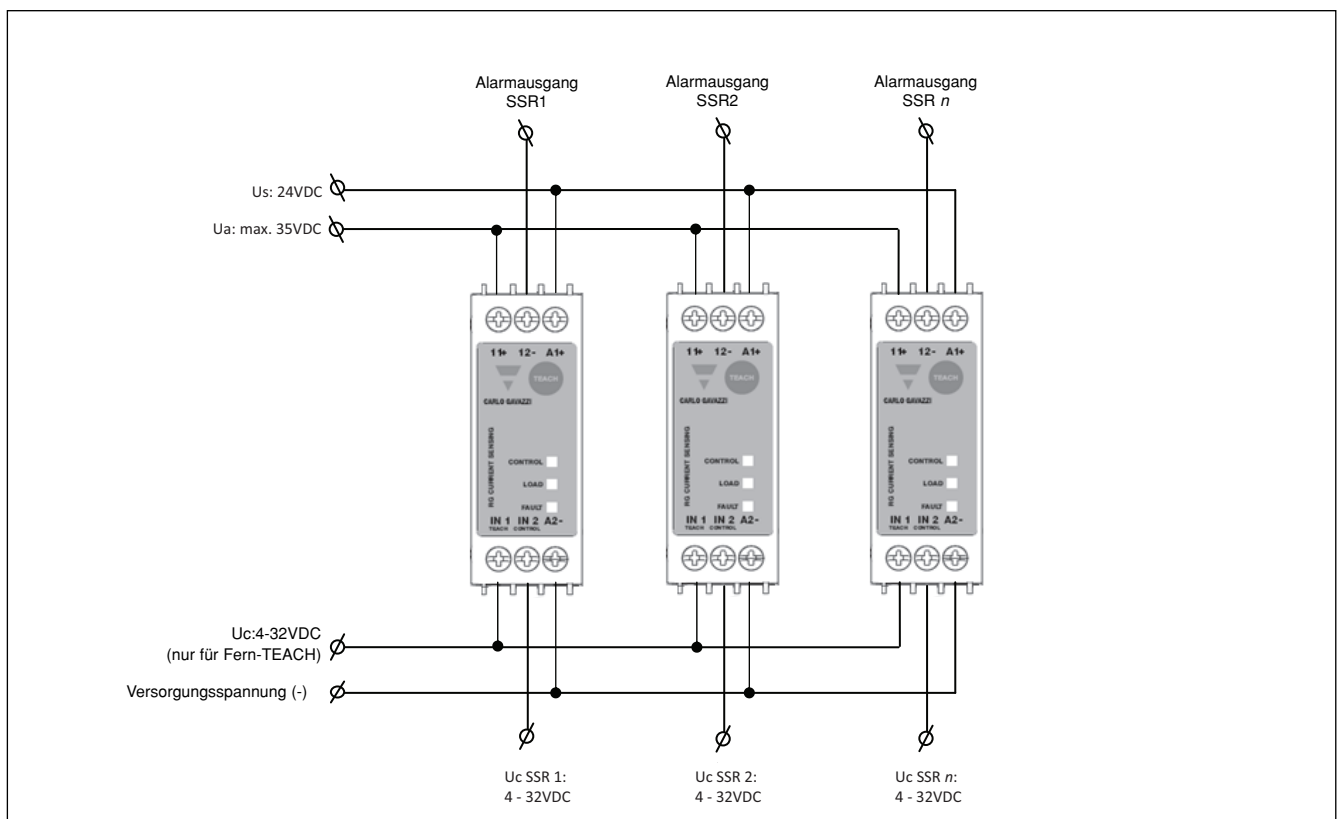 Alarmausgang
SSR1
Alarmausgang
SSR2
Alarmausgang
SSR n
Us: 24VDC
Ua: max. 35VDC
11+ 12- A1+
TEACH
CARLO GAVAZZI
RG CURRENT SENSING
CONTROL
LOAD
FAULT
IN 1 IN 2 A2-
TEACH CONTROL
11+ 12- A1+
TEACH
CARLO GAVAZZI
RG CURRENT SENSING
CONTROL
LOAD
FAULT
IN 1 IN 2 A2-
TEACH CONTROL
11+ 12- A1+
TEACH
CARLO GAVAZZI
RG CURRENT SENSING
CONTROL
LOAD
FAULT
IN 1 IN 2 A2-
TEACH CONTROL
Uc:4-32VDC
(nur für Fern-TEACH)
Versorgungsspannung (-)
Uc SSR 1:
4 - 32VDC
Uc SSR 2:
4 - 32VDC
Uc SSR n:
4 - 32VDC